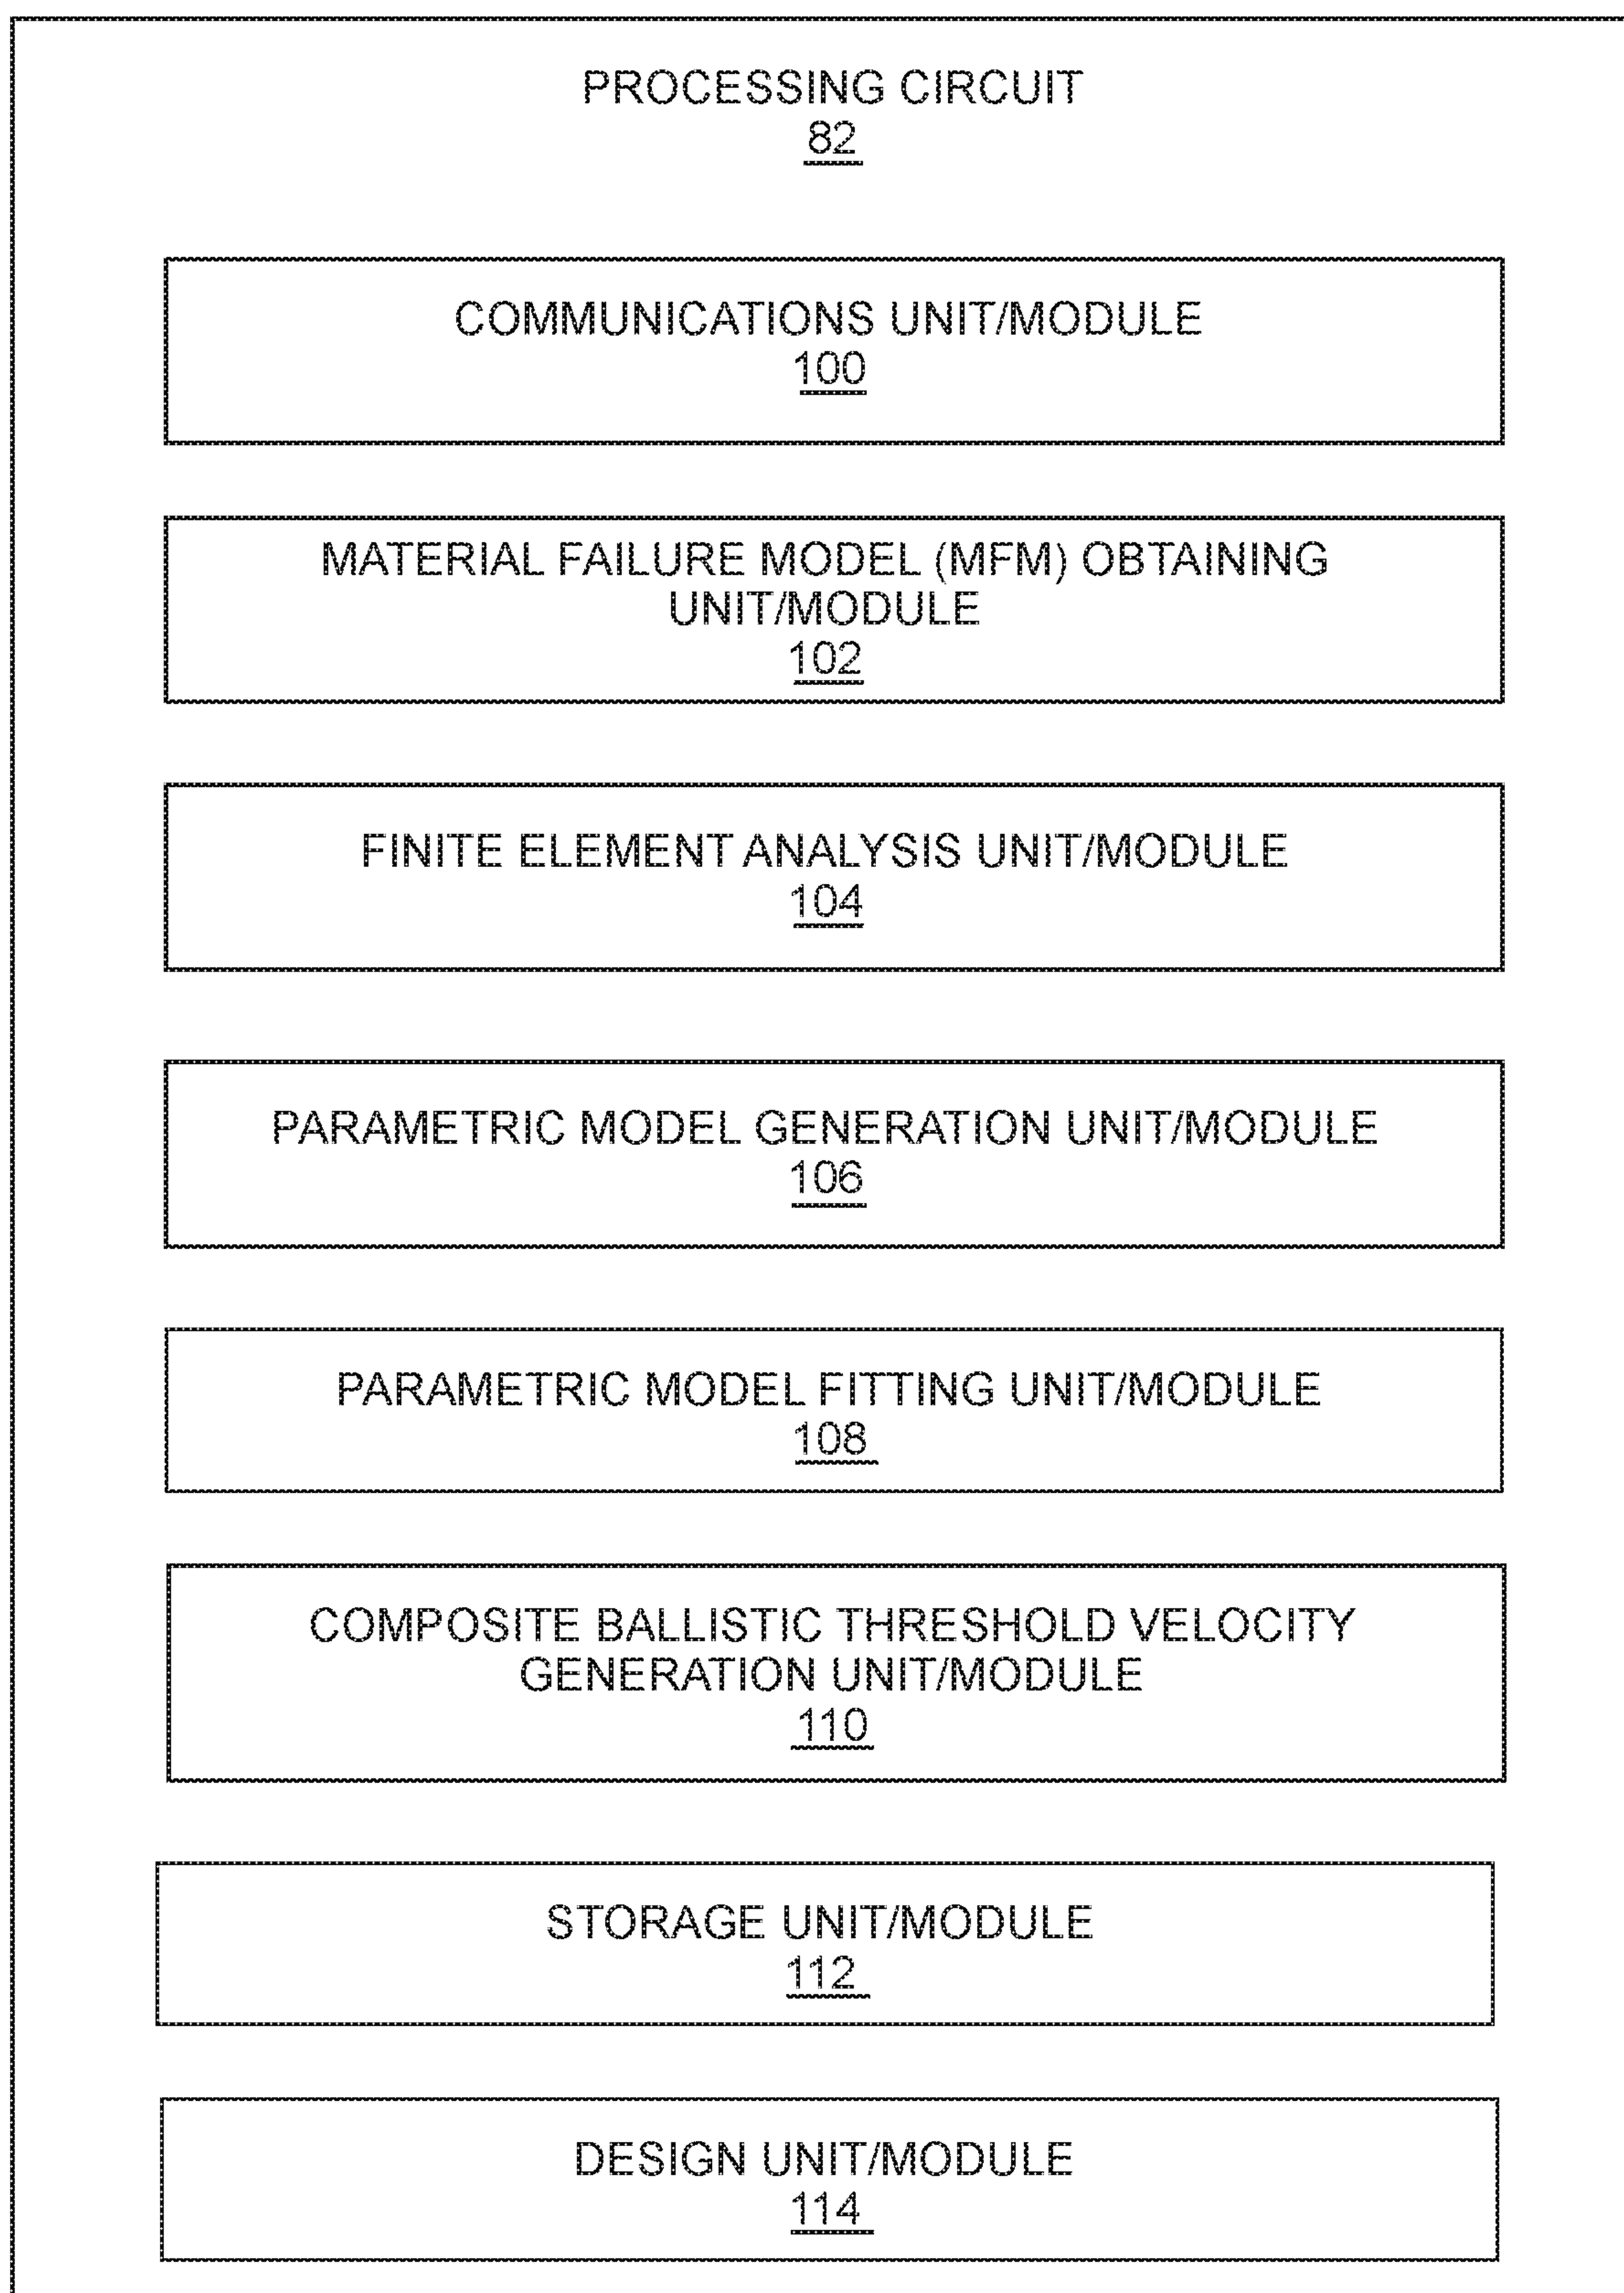 PROCESSING CIRCUIT
82
COMMUNICATIONS UNIT/MODULE
100
MATERIAL FAILURE MODEL (MFM) OBTAINING
UNIT/MODULE
102
FINITE ELEMENT ANALYSIS UNIT/MODULE
104
PARAMETRIC MODEL GENERATION UNIT/MODULE
106
PARAMETRIC MODEL FITTING UNIT/MODULE
108
COMPOSITE BALLISTIC THRESHOLD VELOCITY
GENERATION UNIT/MODULE
110
STORAGE UNIT/MODULE
112
DESIGN UNIT/MODULE
114